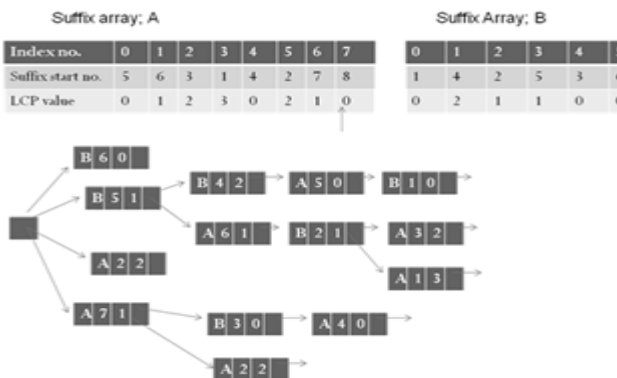 Suffix array; A
Suffix Array; B
Index no. 0 1 2 3 4 5 6 7
0 1 2 3 4
Suffix start no. 5 6 3 1 4 2 7 8
1 4 2 5 3
LCP value 0 1 2 3 0 2 1 0
0 2 1 1 0
B 6 0
B 5 1
B 4 2
A 5 0
B 1 0
A 6 1
B 2 1
A 3 2
A 2 2
A 1 3
A 7 1
B 3 0
A 4 0
A 2 2